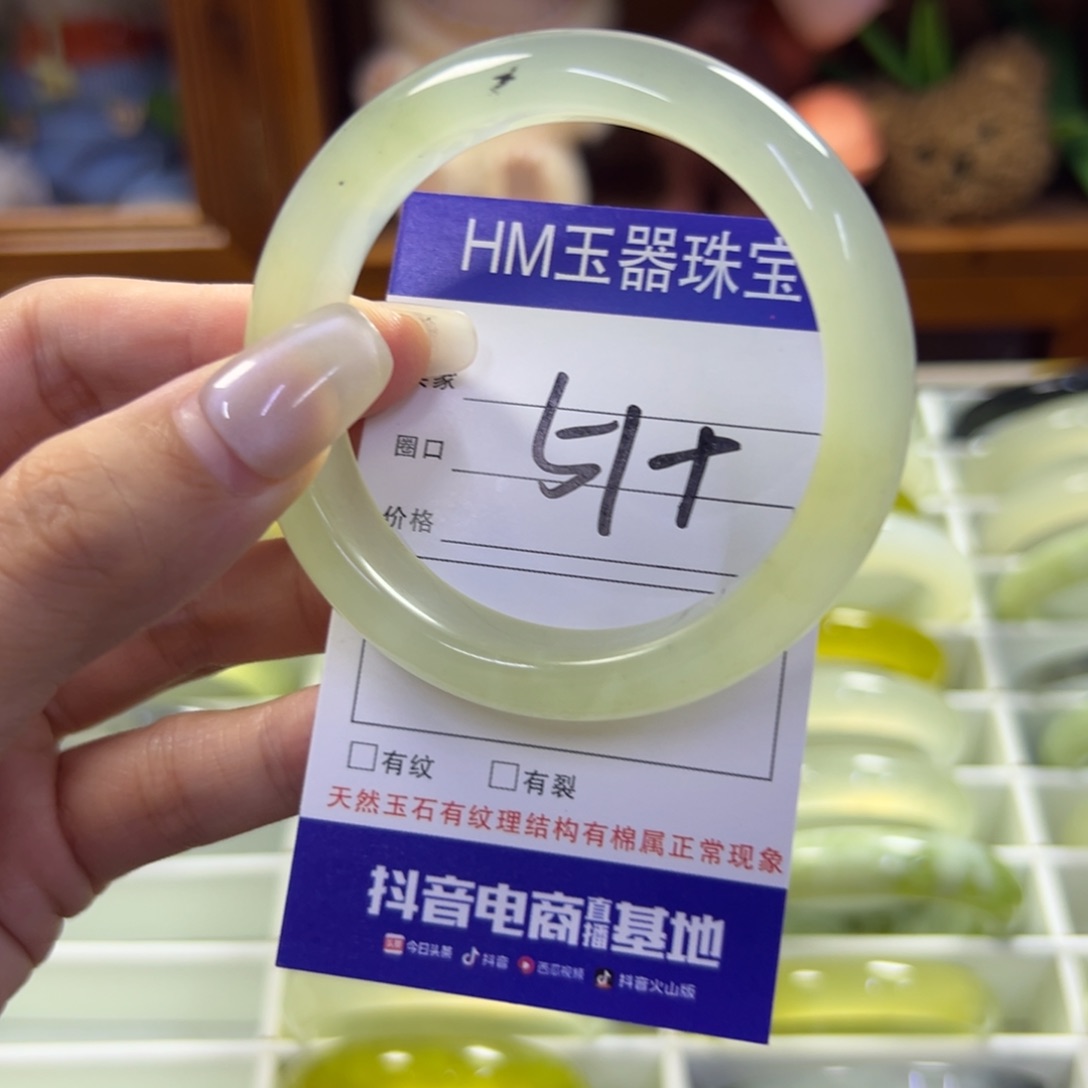 HM玉器珠宝
圈口
51+
价格
有纹
有裂
天然玉石有纹理结构有棉属正常现象
抖音电商直播基地
今日头条 抖音 西瓜视频 抖音火山版